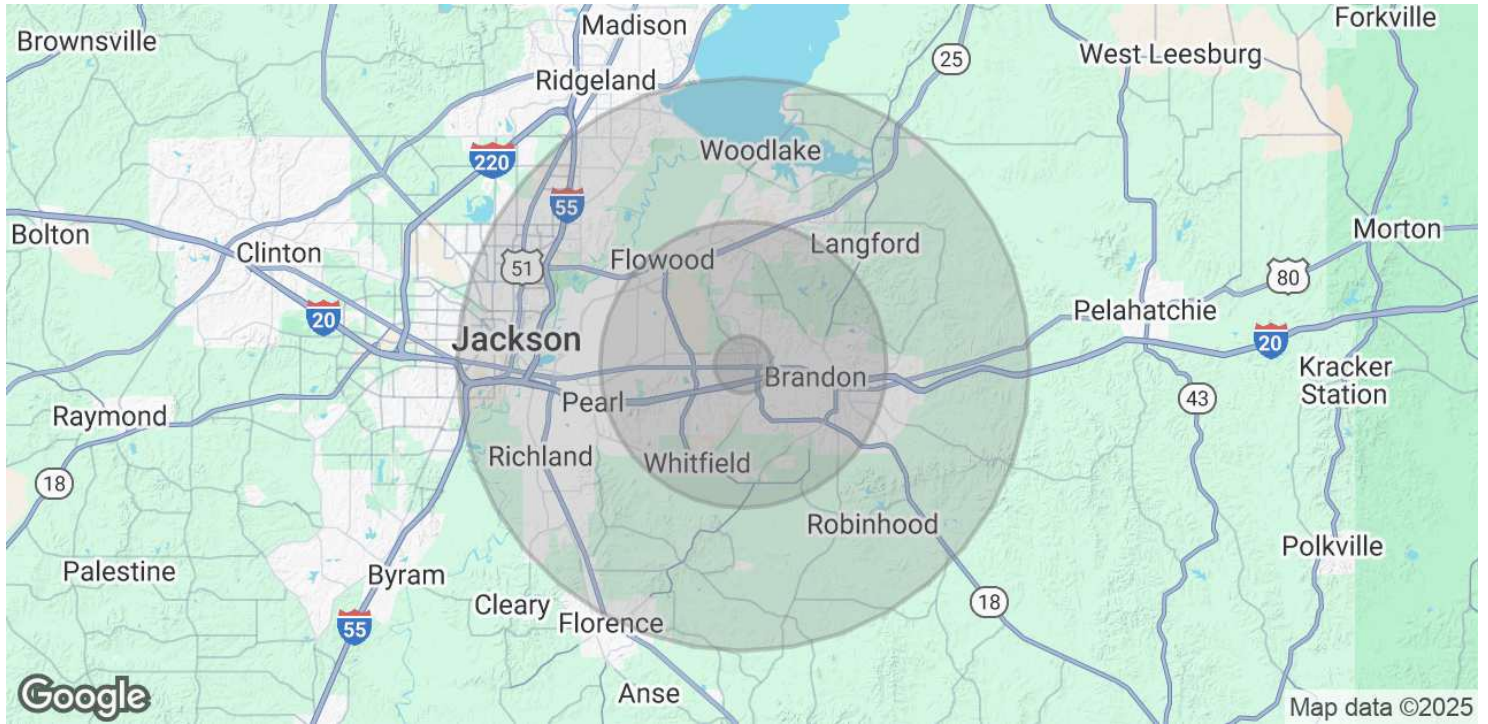 Madison
Forkville
Brownsville
West Leesburg
25
Ridgeland
Woodlake
220
55
Bolton
Clinton
Flowood
Langford
Morton
51
80
20
Pelahatchie
Jackson
20
Kracker
Station
Brandon
Pearl
43
Raymond
Richland
Whitfield
18
Robinhood
Polkville
Palestine
Byram
Cleary
18
Florence
55
Anse
Google
Map data ©2025